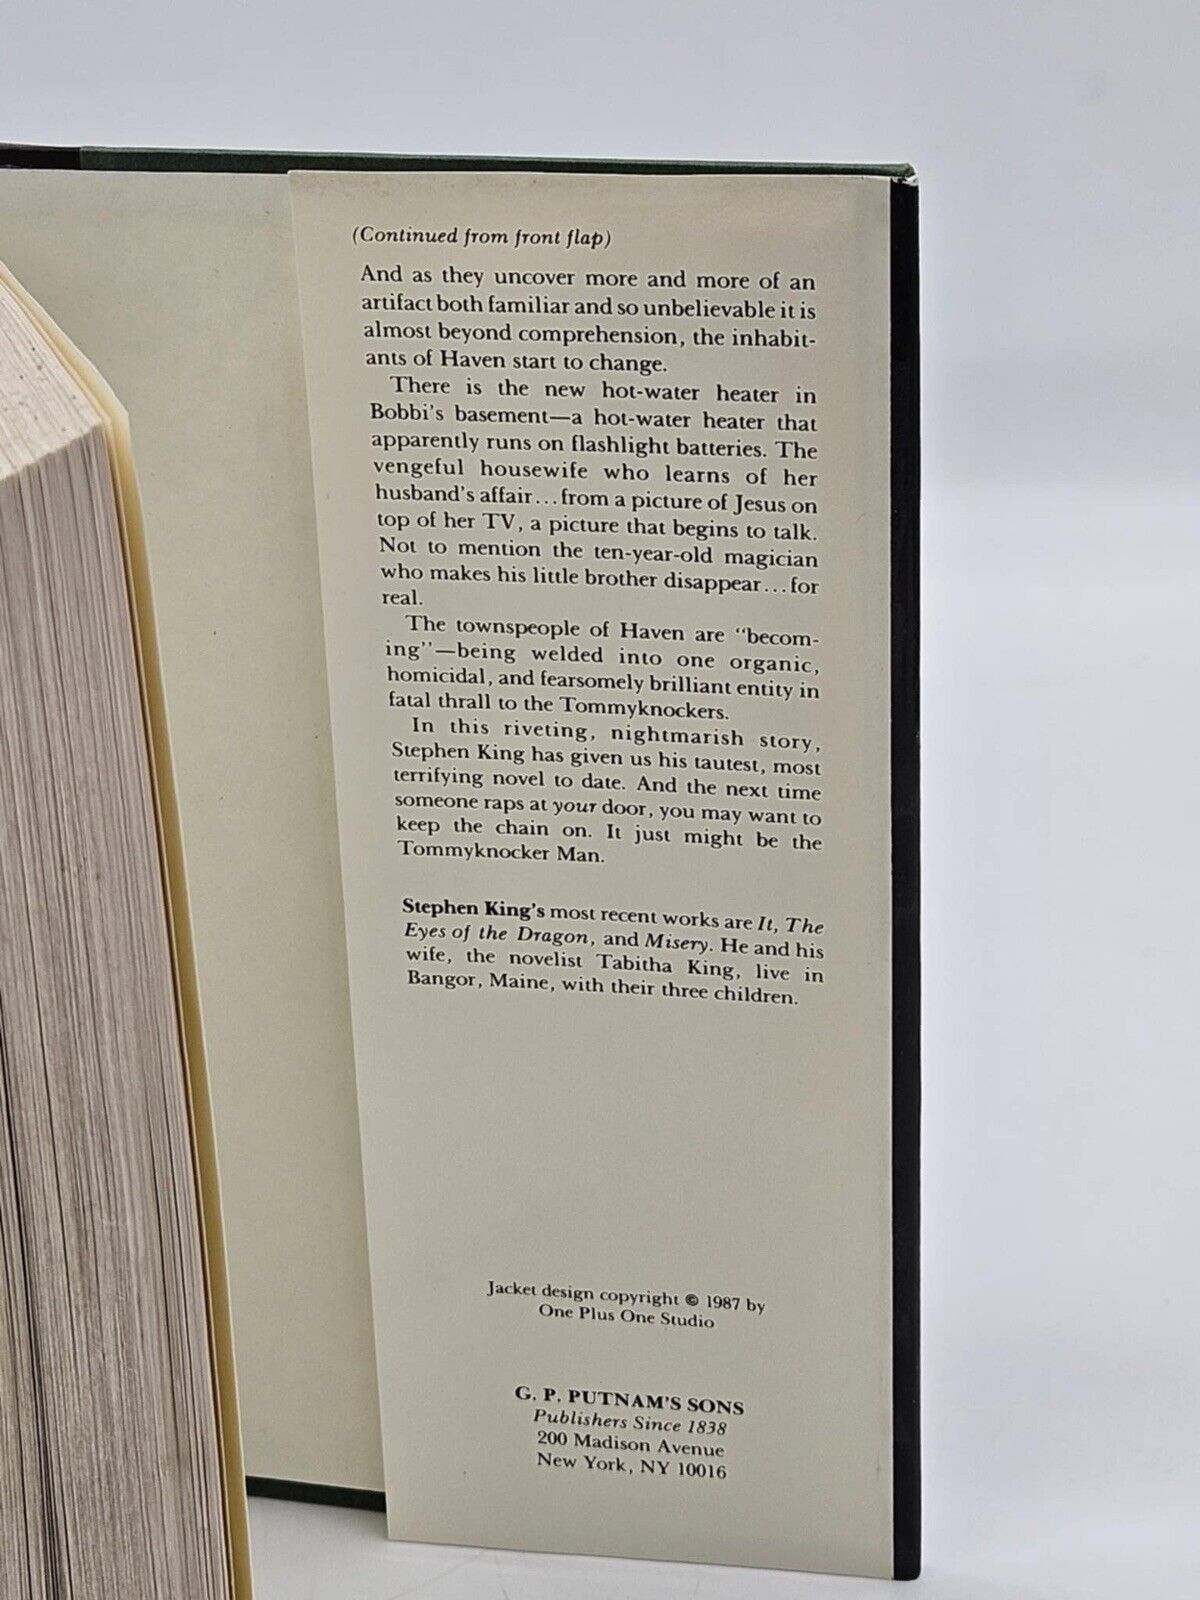 (Continued from front flap)
And as they uncover more and more of an
artifact both familiar and so unbelievable it is
almost beyond comprehension, the inhabit-
ants of Haven start to change.
There is the new hot-water heater in
Bobbi's basement—a hot-water heater that
apparently runs on flashlight batteries. The
vengeful housewife who learns of her
husband's affair...from a picture of Jesus on
top of her TV, a picture that begins to talk.
Not to mention the ten-year-old magician
who makes his little brother disappear...for
real.
The townspeople of Haven are "becom-
ing"—being welded into one organic,
homicidal, and fearsomely brilliant entity in
fatal thrall to the Tommyknockers.
In this riveting, nightmarish story,
Stephen King has given us his tautest, most
terrifying novel to date. And the next time
someone raps at your door, you may want to
keep the chain on. It just might be the
Tommyknocker Man.
Stephen King's most recent works are It, The
Eyes of the Dragon, and Misery. He and his
wife, the novelist Tabitha King, live in
Bangor, Maine, with their three children.
Jacket design copyright © 1987 by
One Plus One Studio
G. P. PUTNAM'S SONS
Publishers Since 1838
200 Madison Avenue
New York, NY 10016